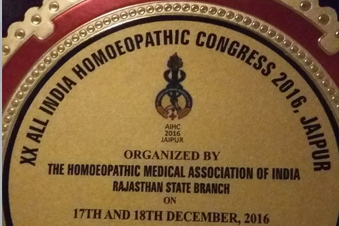 XX ALL INDIA HOMOEOPATHIC CONGRESS 2016, JAIPUR
AIHC
2016
JAIPUR
ORGANIZED BY
THE HOMOEOPATHIC MEDICAL ASSOCIATION OF INDIA
RAJASTHAN STATE BRANCH
ON
17TH AND 18TH DECEMBER, 2016